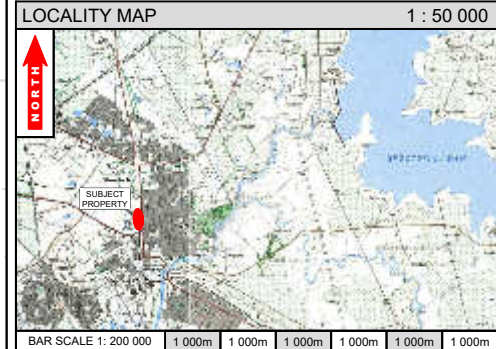 LOCALITY MAP 1 : 50 000
NORTH
SUBJECT
PROPERTY
BAR SCALE 1: 200 000 1 000m 1 000m 1 000m 1 000m 1 000m 1 000m